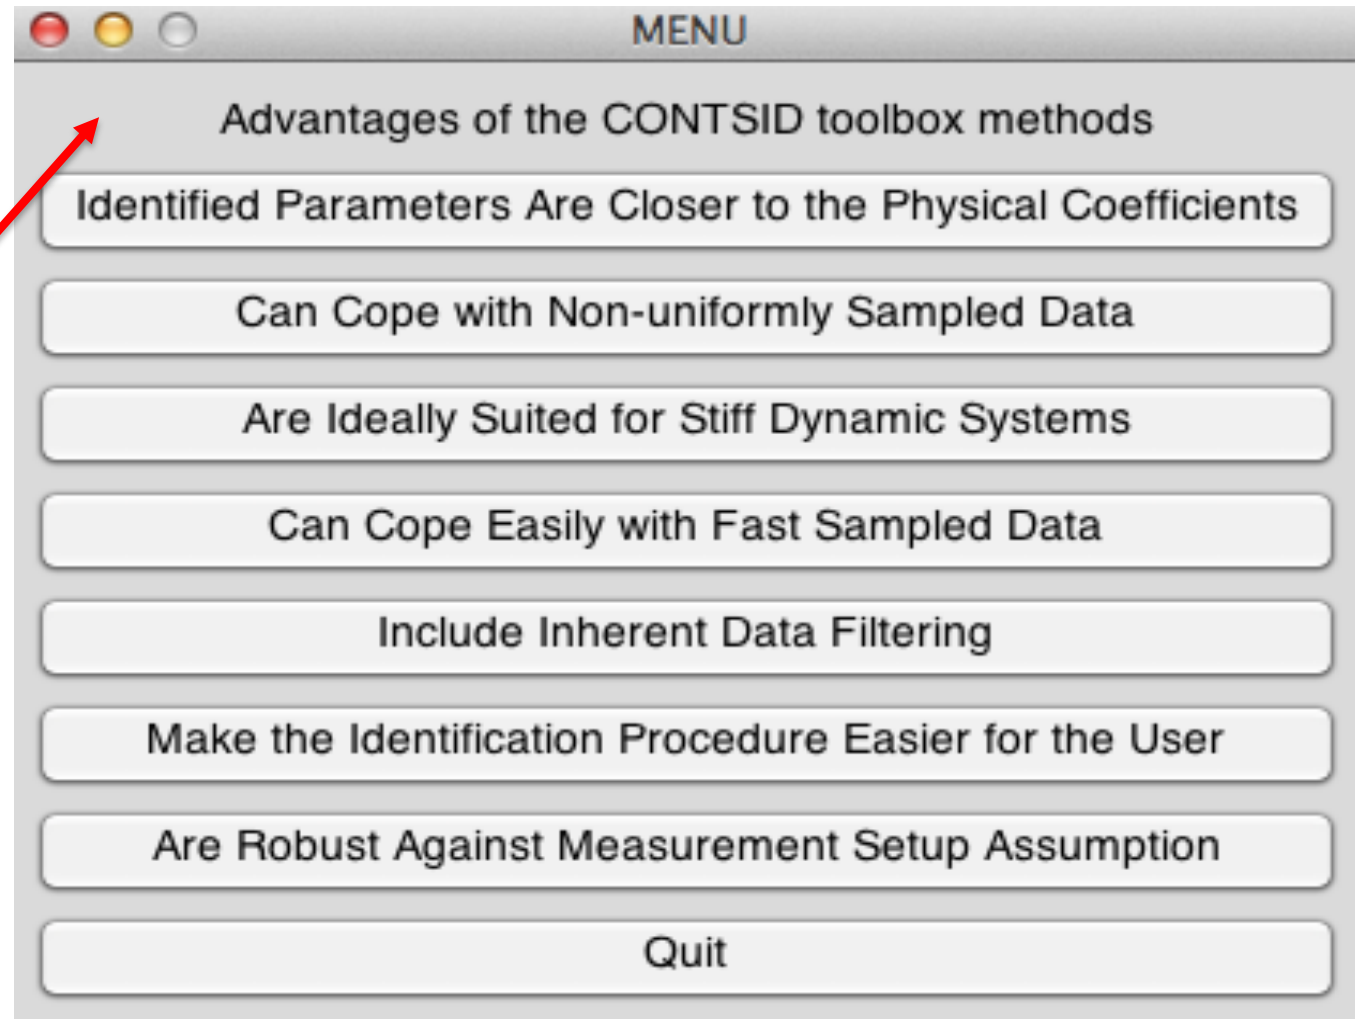 MENU
Advantages of the CONTSID toolbox methods
Identified Parameters Are Closer to the Physical Coefficients
Can Cope with Non-uniformly Sampled Data
Are Ideally Suited for Stiff Dynamic Systems
Can Cope Easily with Fast Sampled Data
Include Inherent Data Filtering
Make the Identification Procedure Easier for the User
Are Robust Against Measurement Setup Assumption
Quit